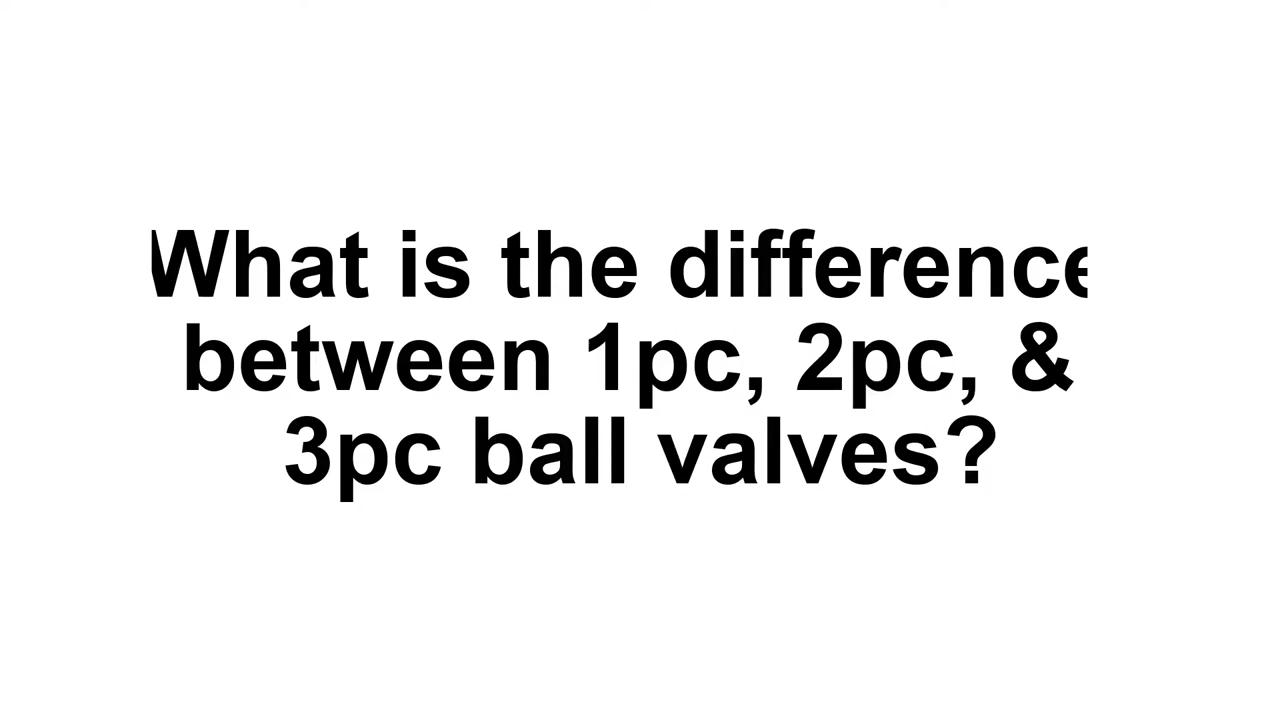 What is the difference
between 1pc, 2pc, &
3pc ball valves?